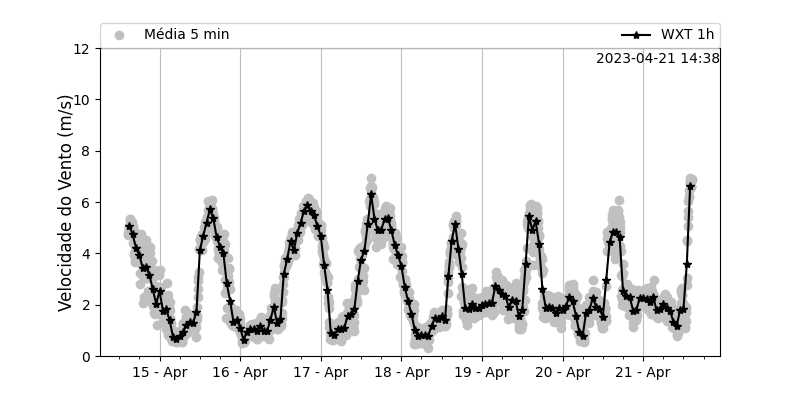 Média 5 min
WXT 1h
2023-04-21 14:38
Velocidade do Vento (m/s)
12
10
8
6
4
2
0
15 - Apr
16 - Apr
17 - Apr
18 - Apr
19 - Apr
20 - Apr
21 - Apr